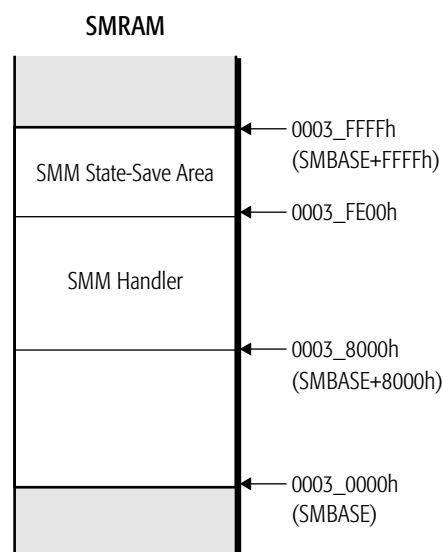 SMRAM
0003_FFFFh
(SMBASE+FFFFh)
SMM State-Save Area
0003_FE00h
SMM Handler
0003_8000h
(SMBASE+8000h)
0003_0000h
(SMBASE)